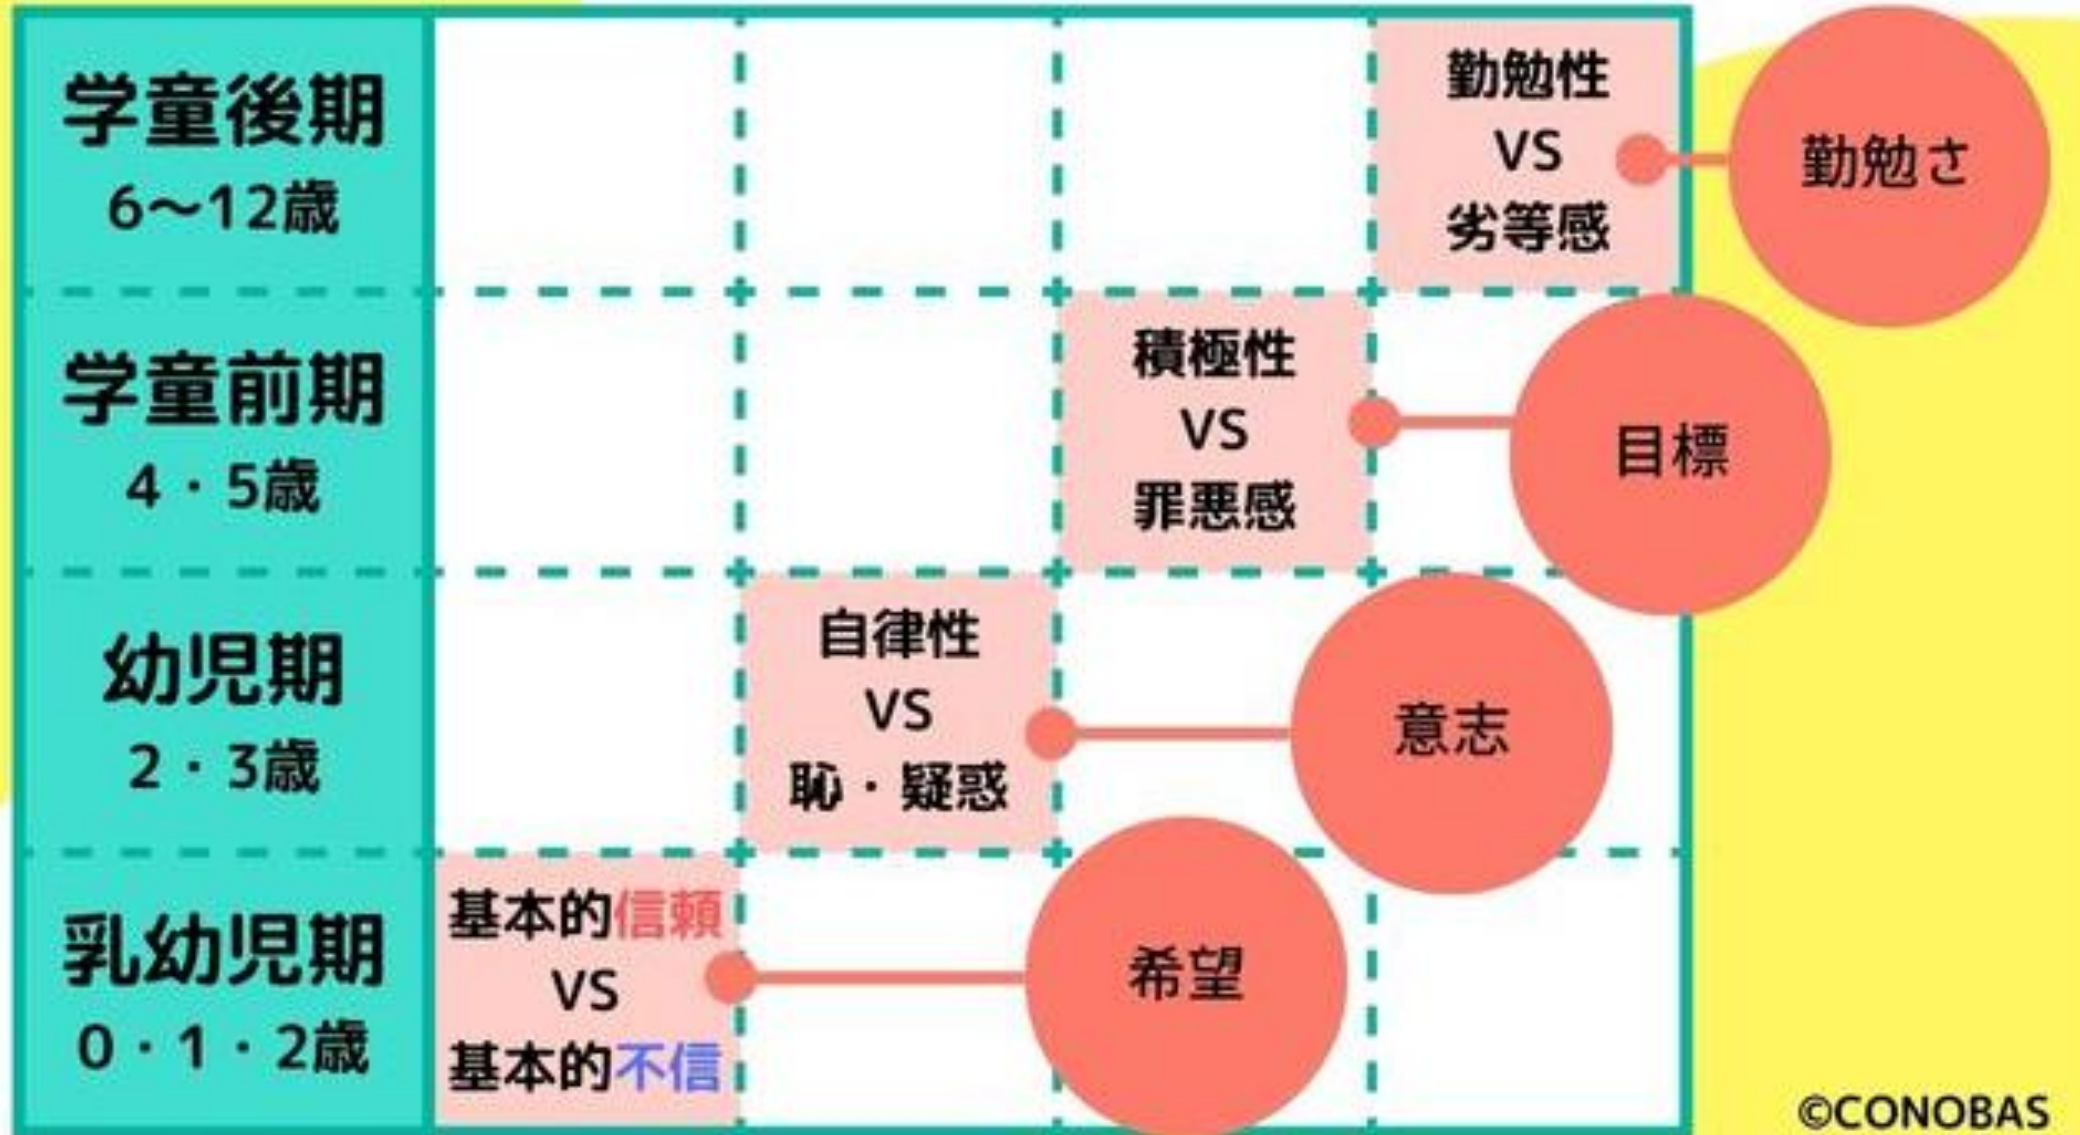 学童後期
6〜12歳
勤勉性
VS
劣等感
勤勉さ
学童前期
4・5歳
積極性
VS
罪悪感
目標
幼児期
2・3歳
自律性
VS
恥・疑惑
意志
乳幼児期
0・1・2歳
基本的信頼
VS
基本的不信
希望
©CONOBAS